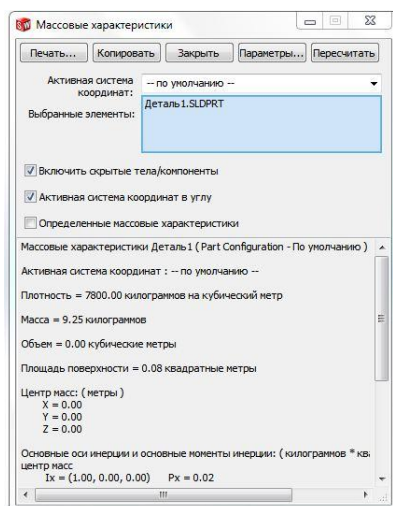 Массовые характеристики
Печать... Копировать Закрыть Параметры... Пересчитать
Активная система координат: -- по умолчанию --
Выбранные элементы: Деталь1.SLDPRT
Включить скрытые тела/компоненты
Активная система координат в углу
Определенные массовые характеристики
Массовые характеристики Деталь1 ( Part Configuration - По умолчанию )
Активная система координат : -- по умолчанию --
Плотность = 7800.00 килограммов на кубический метр
Масса = 9.25 килограммов
Объем = 0.00 кубические метры
Площадь поверхности = 0.08 квадратные метры
Центр масс: ( метры )
X = 0.00
Y = 0.00
Z = 0.00
Основные оси инерции и основные моменты инерции: ( килограммов * ква
центр масс
Ix = (1.00, 0.00, 0.00) Px = 0.02